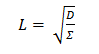 L = √(D/Σ)